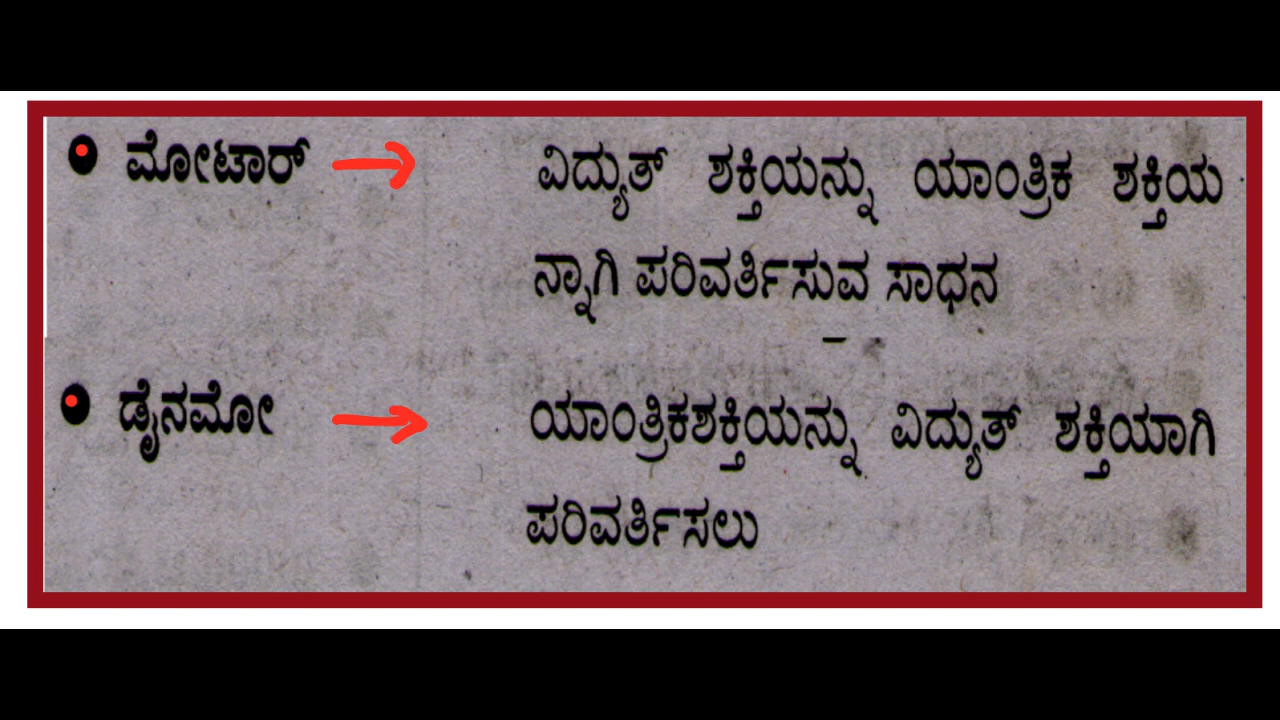 ಮೋಟಾರ್ ವಿದ್ಯುತ್ ಶಕ್ತಿಯನ್ನು ಯಾಂತ್ರಿಕ ಶಕ್ತಿಯ
ನ್ನಾಗಿ ಪರಿವರ್ತಿಸುವ ಸಾಧನ
ಡೈನಮೋ ಯಾಂತ್ರಿಕಶಕ್ತಿಯನ್ನು ವಿದ್ಯುತ್ ಶಕ್ತಿಯಾಗಿ
ಪರಿವರ್ತಿಸಲು